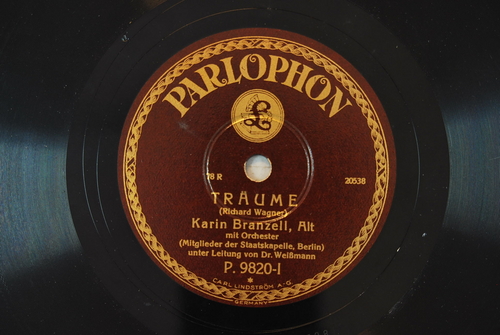 PARLOPHON
£
78 R
20538
TRÄUME
(Richard Wagner)
Karin Branzell, Alt
mit Orchester
(Mitglieder der Staatskapelle, Berlin)
unter Leitung von Dr. Weißmann
P. 9820-I
CARL LINDSTRÖM A.-G.
GERMANY